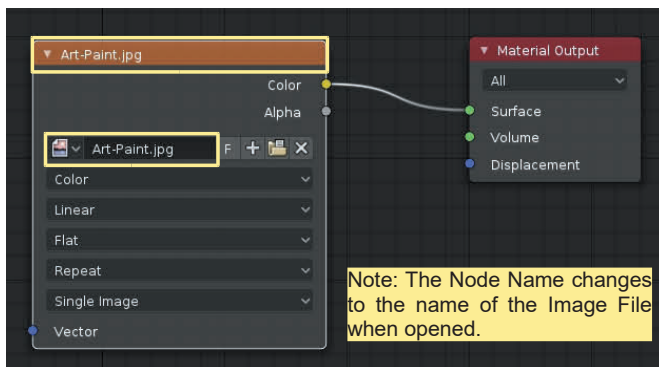 Art-Paint.jpg
Color
Alpha
Art-Paint.jpg F
Color
Linear
Flat
Repeat
Single Image
Vector
Material Output
All
Surface
Volume
Displacement
Note: The Node Name changes
to the name of the Image File
when opened.